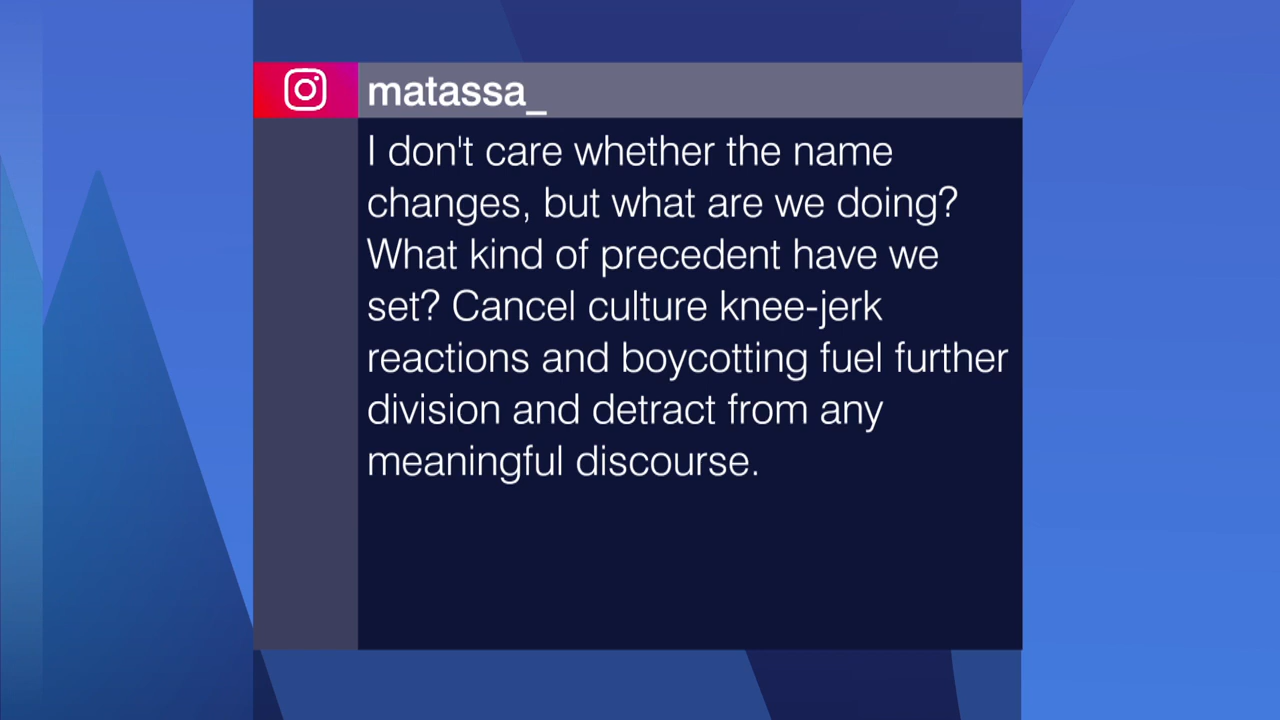 matassa_
I don't care whether the name
changes, but what are we doing?
What kind of precedent have we
set? Cancel culture knee-jerk
reactions and boycotting fuel further
division and detract from any
meaningful discourse.